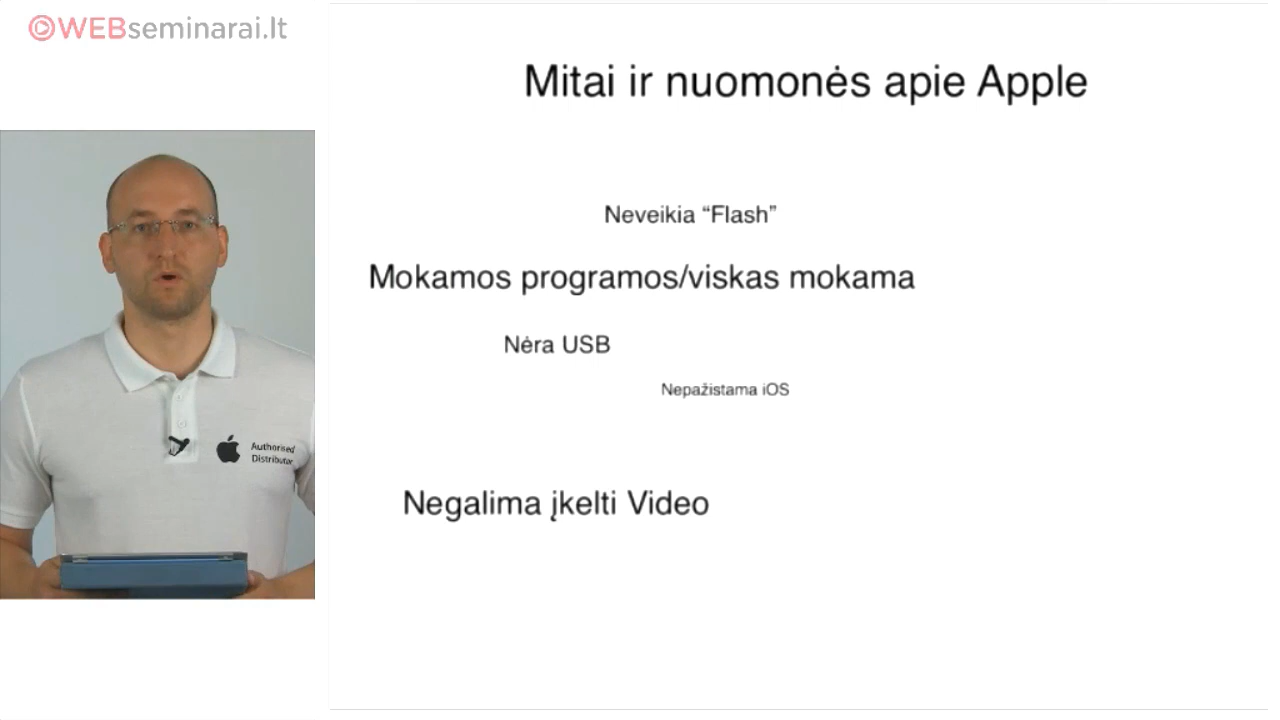 WEBseminarai.lt
Mitai ir nuomonės apie Apple
Neveikia “Flash”
Mokamos programos/viskas mokama
Nėra USB
Nepažistama iOS
Negalima įkelti Video
Authorised
Distributor